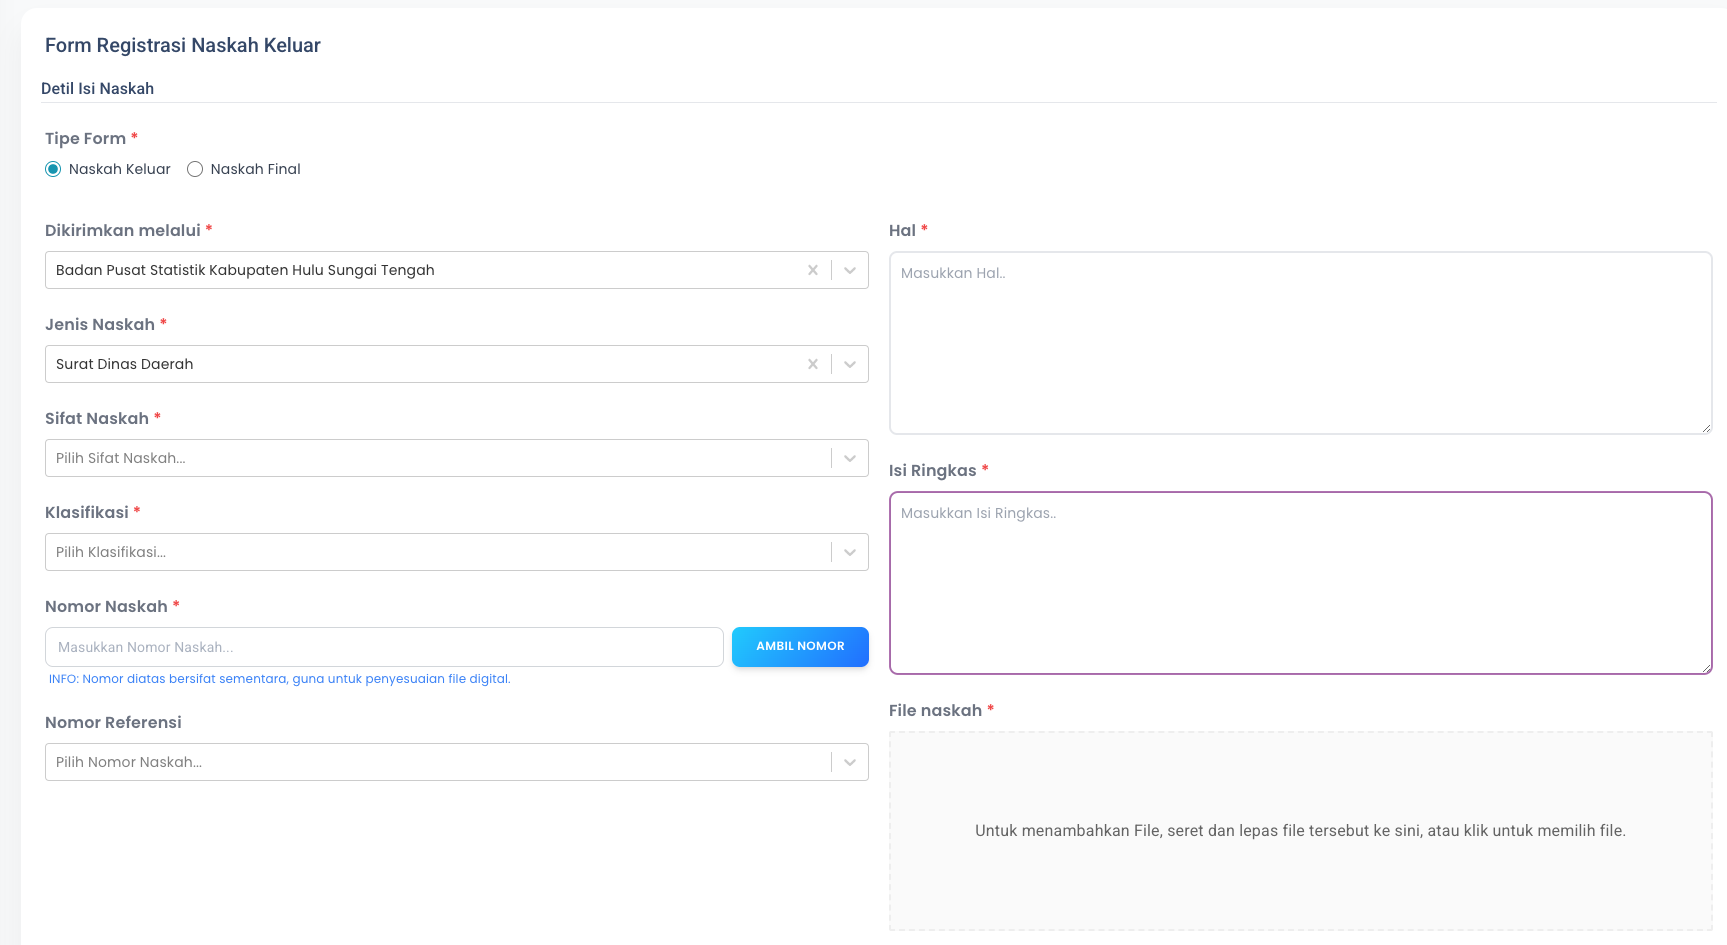 Form Registrasi Naskah Keluar
Detil Isi Naskah
Tipe Form *
Naskah Keluar
Naskah Final
Dikirimkan melalui *
Badan Pusat Statistik Kabupaten Hulu Sungai Tengah
Jenis Naskah *
Surat Dinas Daerah
Sifat Naskah *
Pilih Sifat Naskah...
Klasifikasi *
Pilih Klasifikasi...
Nomor Naskah *
Masukkan Nomor Naskah...
AMBIL NOMOR
INFO: Nomor diatas bersifat sementara, guna untuk penyesuaian file digital.
Nomor Referensi
Pilih Nomor Naskah...
Hal *
Masukkan Hal..
Isi Ringkas *
Masukkan Isi Ringkas..
File naskah *
Untuk menambahkan File, seret dan lepas file tersebut ke sini, atau klik untuk memilih file.